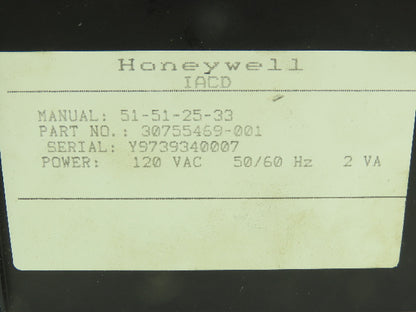 Honeywell
IACD
MANUAL: 51-51-25-33
PART NO.: 30755469-001
SERIAL: Y9739340007
POWER: 120 VAC 50/60 Hz 2 VA